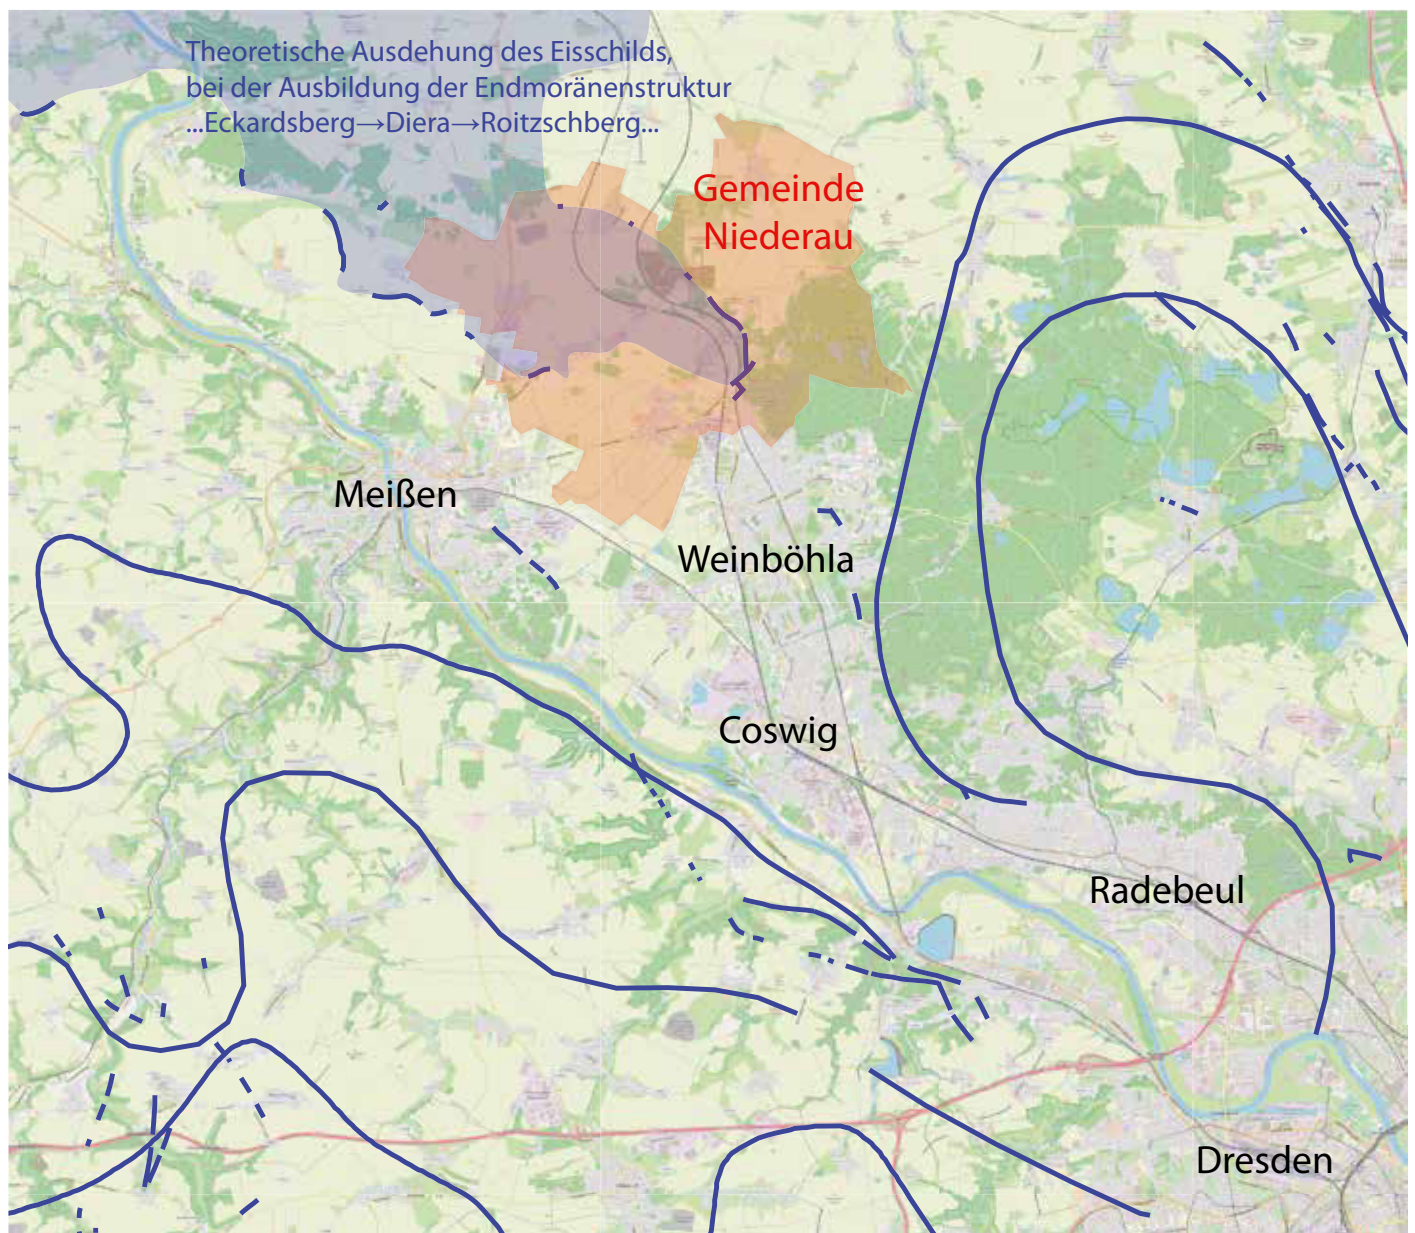 Theoretische Ausdehung des Eisschilds,
bei der Ausbildung der Endmoränenstruktur
...Eckardsberg→Diera→Roitzschberg...
Gemeinde
Niederau
Meißen
Weinböhla
Coswig
Radebeul
Dresden